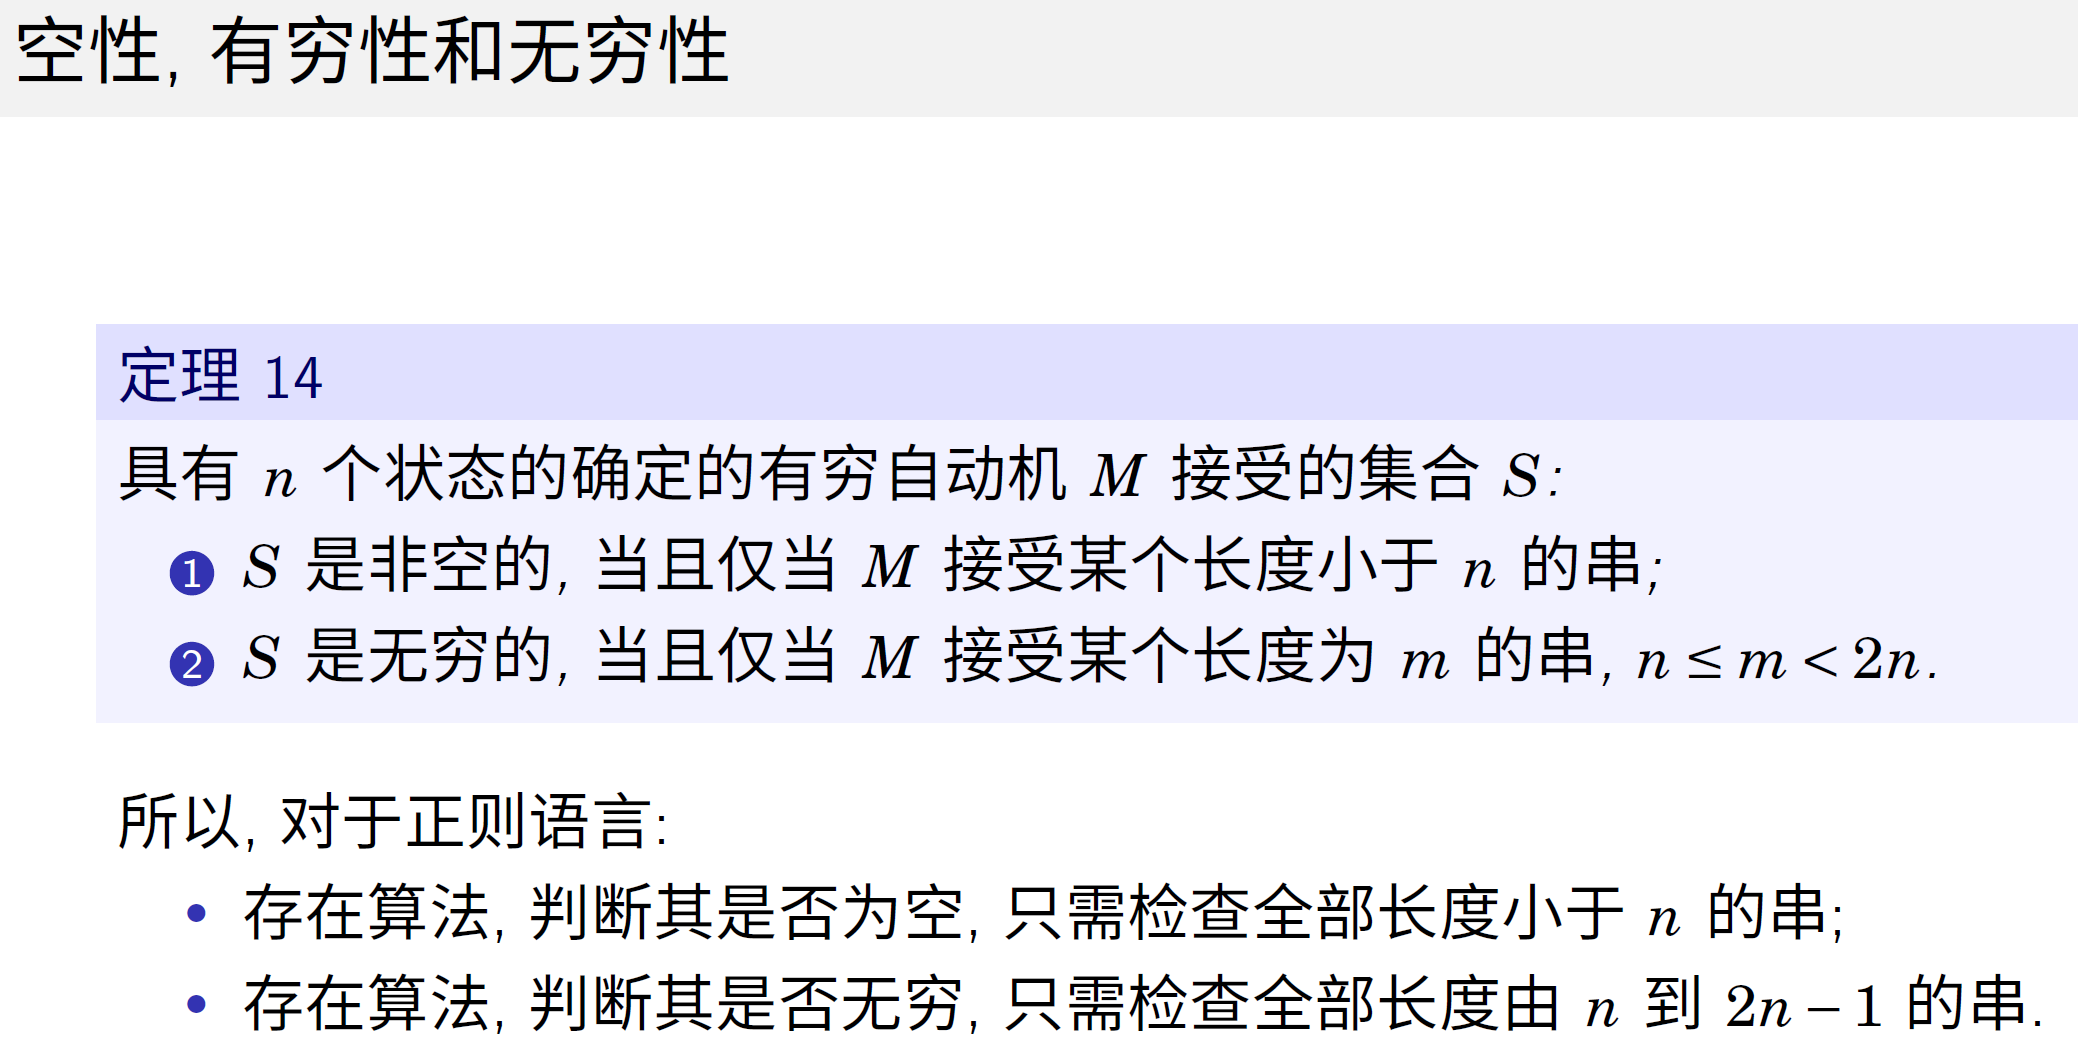 空性, 有穷性和无穷性
定理 14
具有 n 个状态的确定的有穷自动机 M 接受的集合 S:
1 S 是非空的, 当且仅当 M 接受某个长度小于 n 的串;
2 S 是无穷的, 当且仅当 M 接受某个长度为 m 的串, n ≤ m < 2n.
所以, 对于正则语言:
• 存在算法, 判断其是否为空, 只需检查全部长度小于 n 的串;
• 存在算法, 判断其是否无穷, 只需检查全部长度由 n 到 2n − 1 的串.